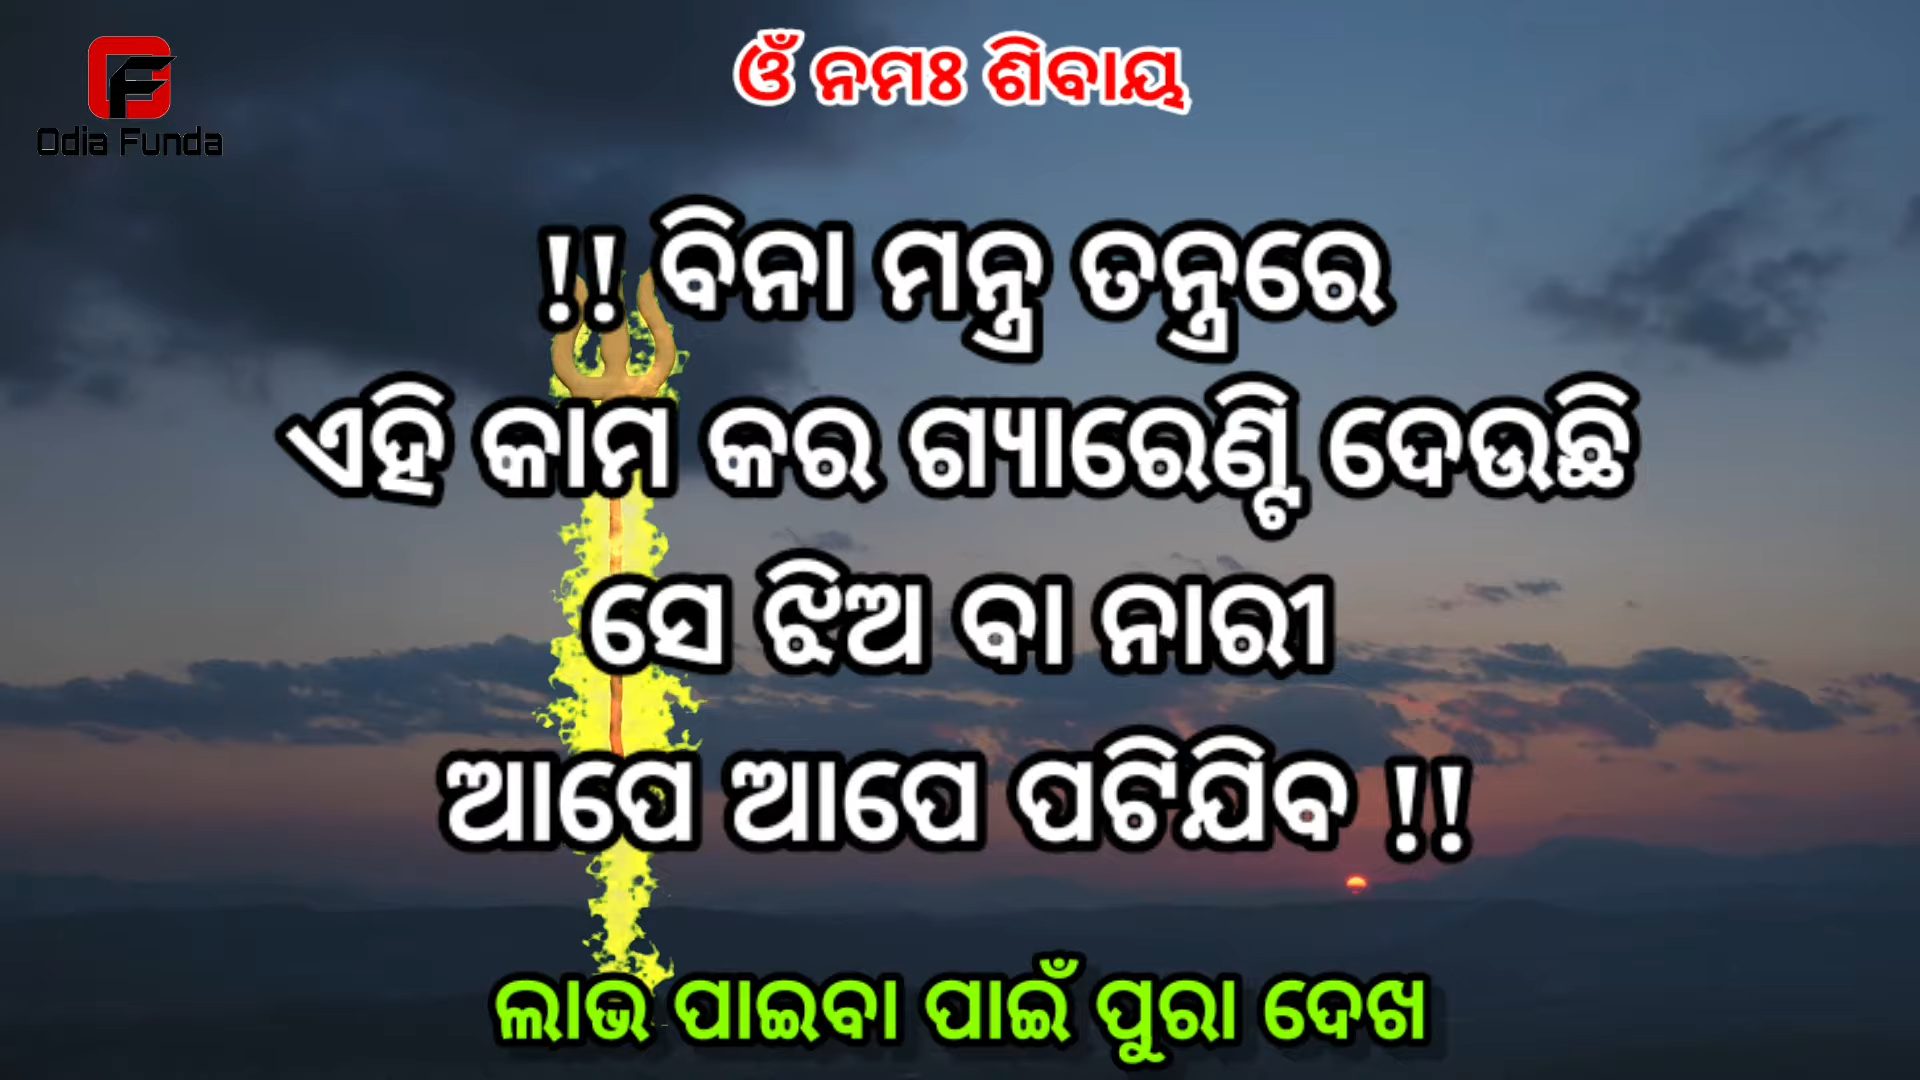 Odia Funda
ଓଁ ନମଃ ଶିବାୟ
!! ବିନା ମନ୍ତ୍ର ତନ୍ତ୍ରରେ
ଏହି କାମ କର ଗ୍ୟାରେଣ୍ଟି ଦେଉଛି
ସେ ଝିଅ ବା ନାରୀ
ଆପେ ଆପେ ପଟିଯିବ !!
ଲାଭ ପାଇବା ପାଇଁ ପୁରା ଦେଖ